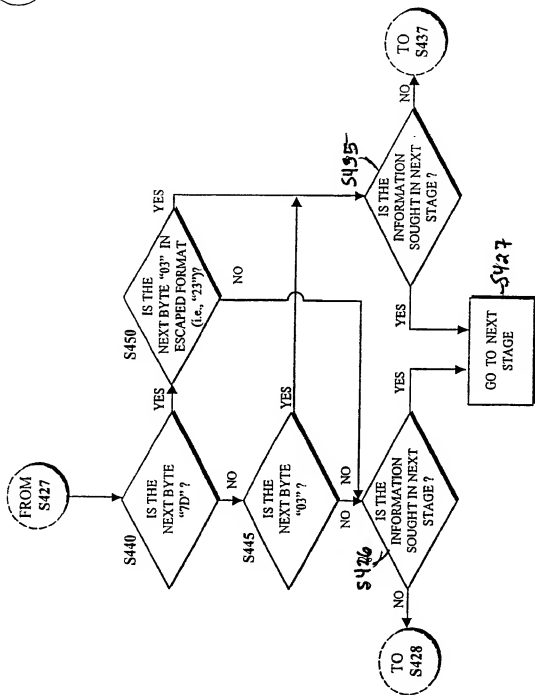 FROM
S427
S440
IS THE
NEXT BYTE
"7D" ?
YES
NO
S450
IS THE
NEXT BYTE "03" IN
ESCAPED FORMAT
(i.e., "23")?
YES
NO
S445
IS THE
NEXT BYTE
"03" ?
YES
NO
NO
S426
IS THE
INFORMATION
SOUGHT IN NEXT
STAGE ?
YES
NO
TO
S428
S435
IS THE
INFORMATION
SOUGHT IN NEXT
STAGE ?
YES
NO
TO
S437
S427
GO TO NEXT
STAGE